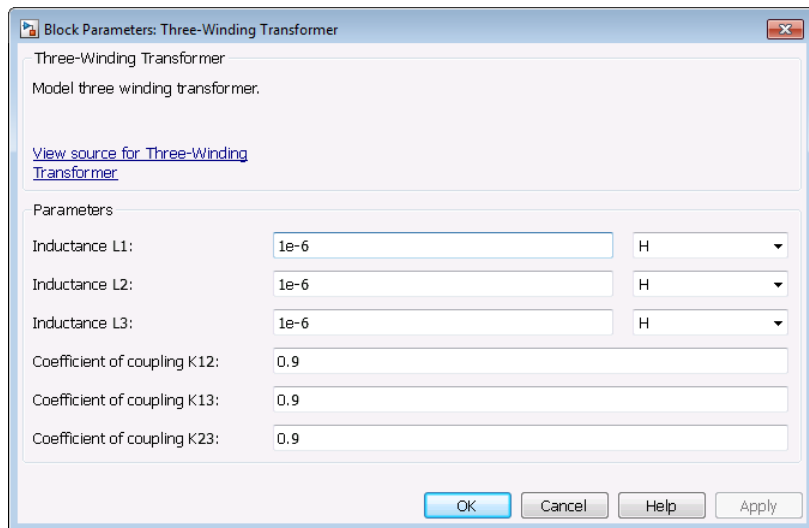 Block Parameters: Three-Winding Transformer
Three-Winding Transformer
Model three winding transformer.
View source for Three-Winding
Transformer
Parameters
Inductance L1: 1e-6 H
Inductance L2: 1e-6 H
Inductance L3: 1e-6 H
Coefficient of coupling K12: 0.9
Coefficient of coupling K13: 0.9
Coefficient of coupling K23: 0.9
OK Cancel Help Apply